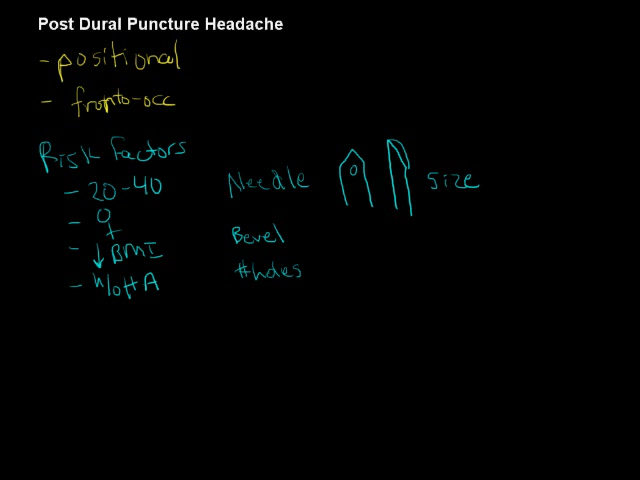 Post Dural Puncture Headache
- positional
- fronto-occ
Risk Factors
- 20-40
- ♀
- ↓ BMI
- h/o HA
Needle
size
Bevel
#holes